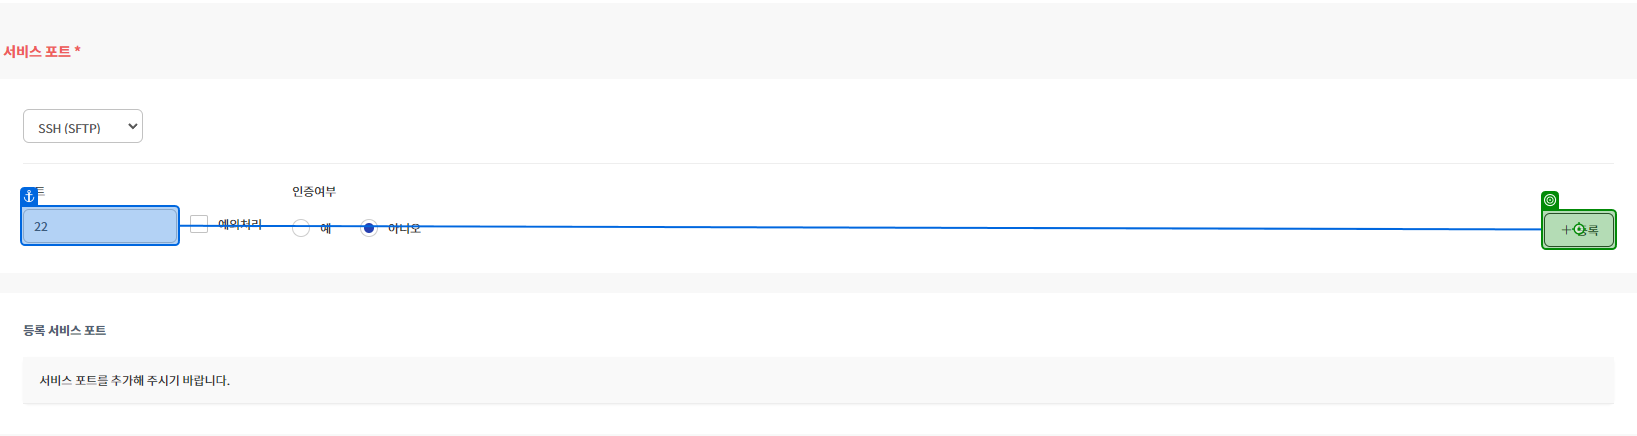 서비스 포트 *
SSH (SFTP)
트 인증여부
22 예외처리 예 아니오 + 록
등록 서비스 포트
서비스 포트를 추가해 주시기 바랍니다.